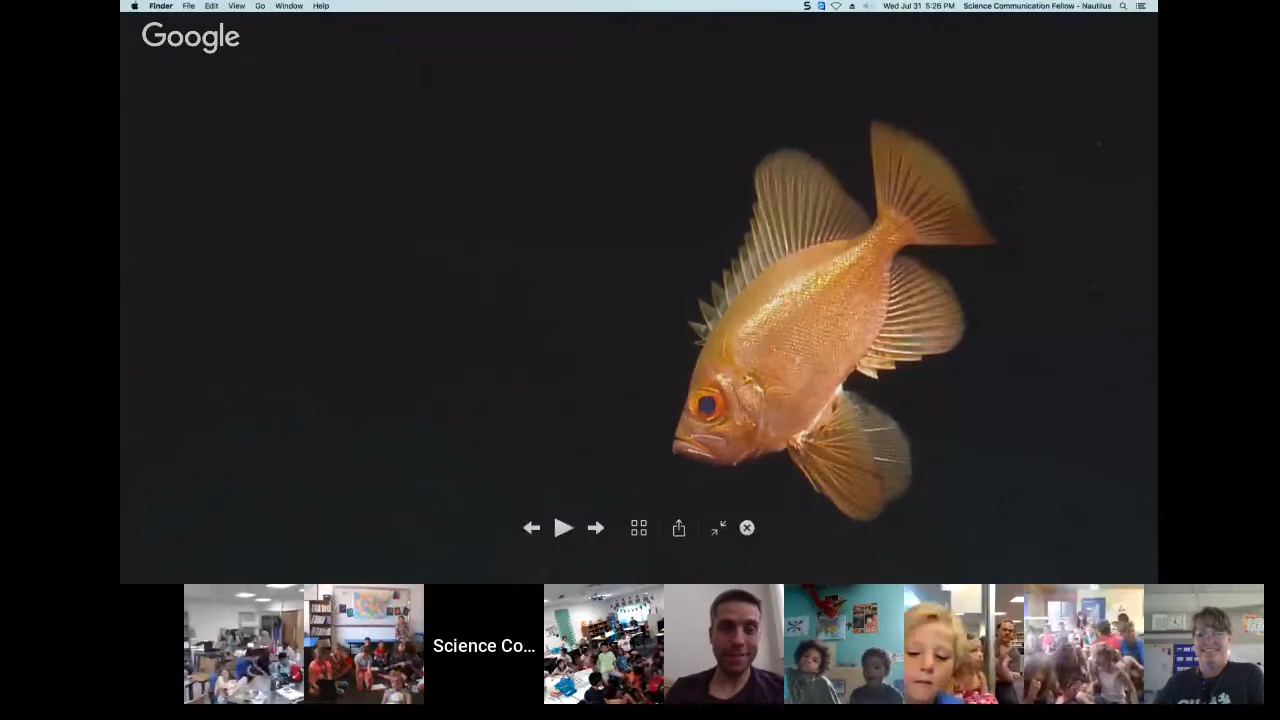 Finder File Edit View Go Window Help
Wed Jul 31 5:26 PM Science Communication Fellow - Nautilus
Google
Science Co...